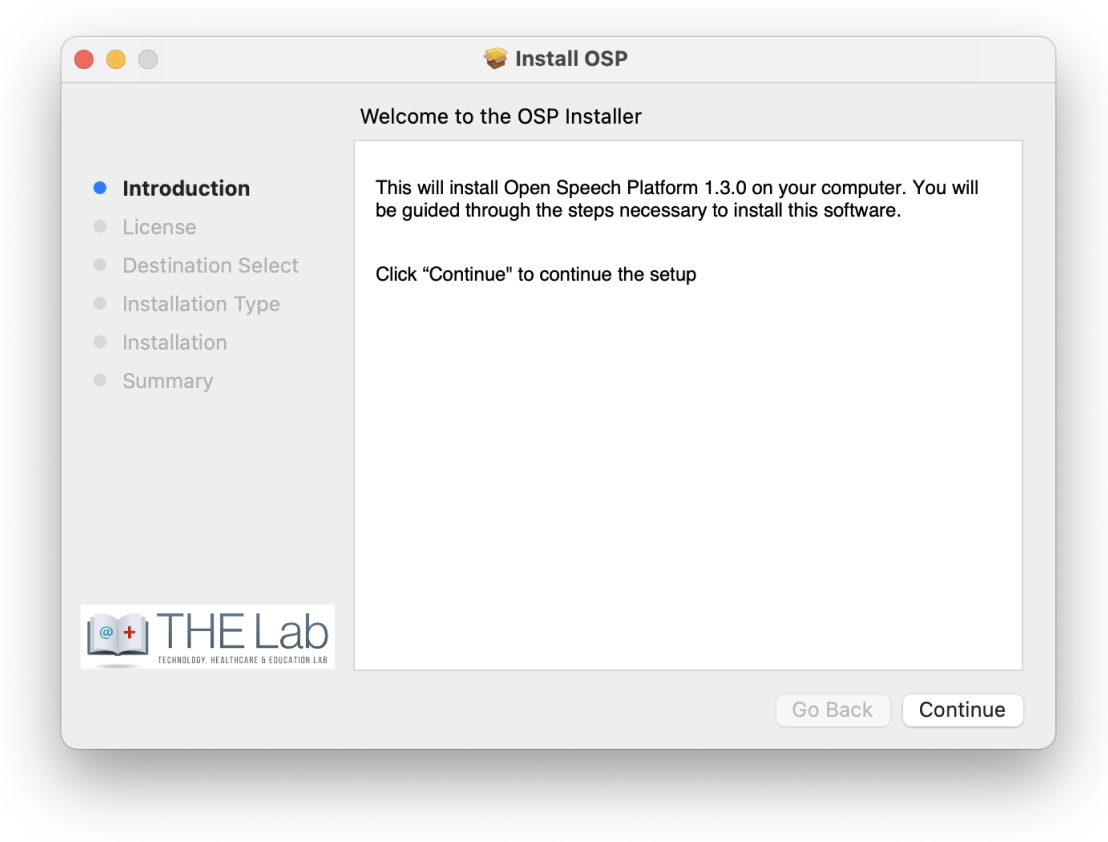 Install OSP
Welcome to the OSP Installer
Introduction
License
Destination Select
Installation Type
Installation
Summary
This will install Open Speech Platform 1.3.0 on your computer. You will
be guided through the steps necessary to install this software.
Click “Continue" to continue the setup
@+ THE Lab
TECHNOLOGY, HEALTHCARE & EDUCATION LAB
Go Back
Continue